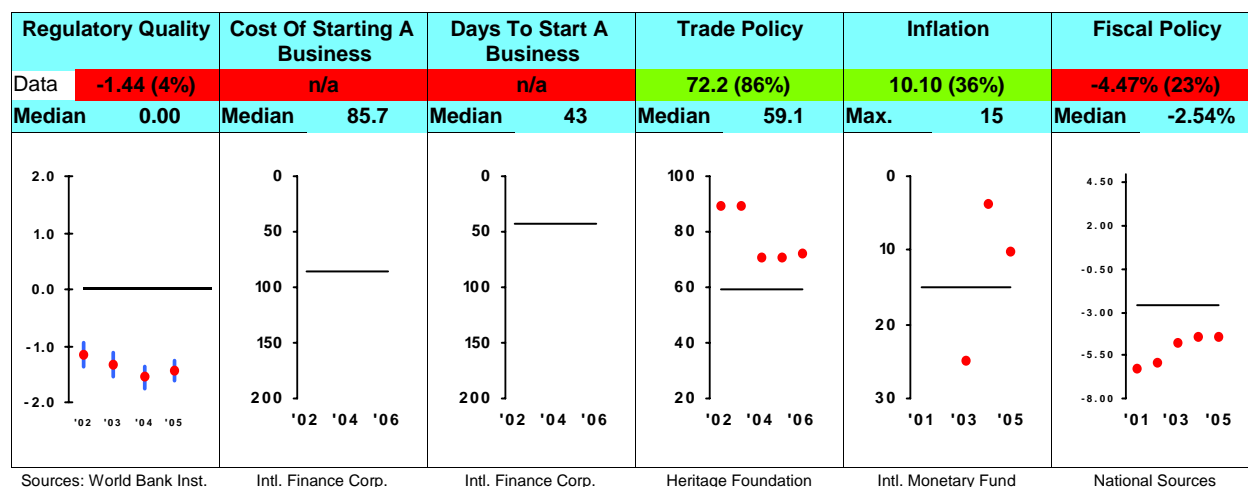 Regulatory Quality
Cost Of Starting A Business
Days To Start A Business
Trade Policy
Inflation
Fiscal Policy
Data -1.44 (4%) n/a n/a 72.2 (86%) 10.10 (36%) -4.47% (23%)
Median 0.00 Median 85.7 Median 43 Median 59.1 Max. 15 Median -2.54%
2.0
1.0
0.0
-1.0
-2.0
'02 '03 '04 '05
0
50
100
150
200
'02 '04 '06
0
50
100
150
200
'02 '04 '06
100
80
60
40
20
'02 '04 '06
0
10
20
30
'01 '03 '05
4.50
2.00
-0.50
-3.00
-5.50
-8.00
'01 '03 '05
Sources: World Bank Inst. Intl. Finance Corp. Intl. Finance Corp. Heritage Foundation Intl. Monetary Fund National Sources